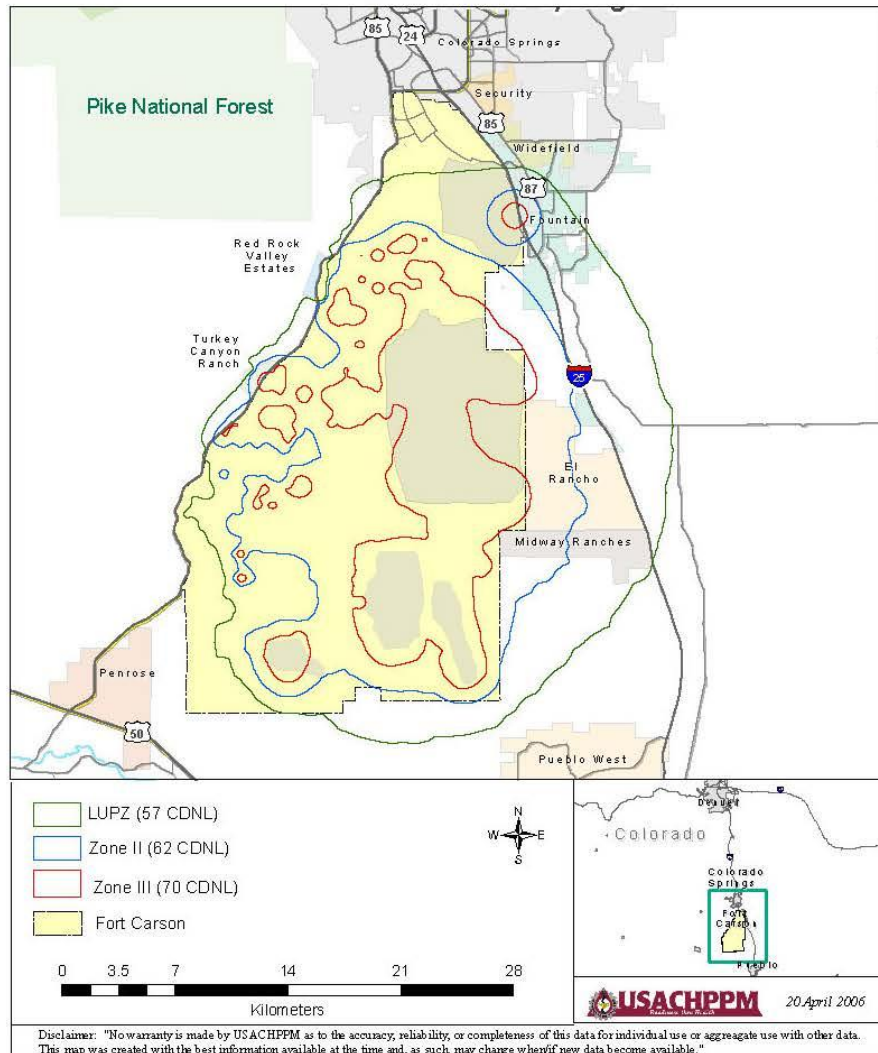 85
24
Colorado Springs
Security
Pike National Forest
85
Widefield
87
Fountain
Red Rock
Valley
Estates
Turkey
Canyon
Ranch
25
El
Rancho
Midway Ranches
Penrose
50
Pueblo West
LUPZ (57 CDNL)
Zone II (62 CDNL)
Zone III (70 CDNL)
Fort Carson
N
W E
S
0 3.5 7 14 21 28
Kilometers
Denver
Colorado
Colorado
Springs
Fort
Carson
Pueblo
USACHPPM
20 April 2006
Disclaimer: "No warranty is made by USACHPPM as to the accuracy, reliability, or completeness of this data for individual use or aggreagate use with other data.
This map was created with the best information available at the time and, as such, may change when/if new data become available."